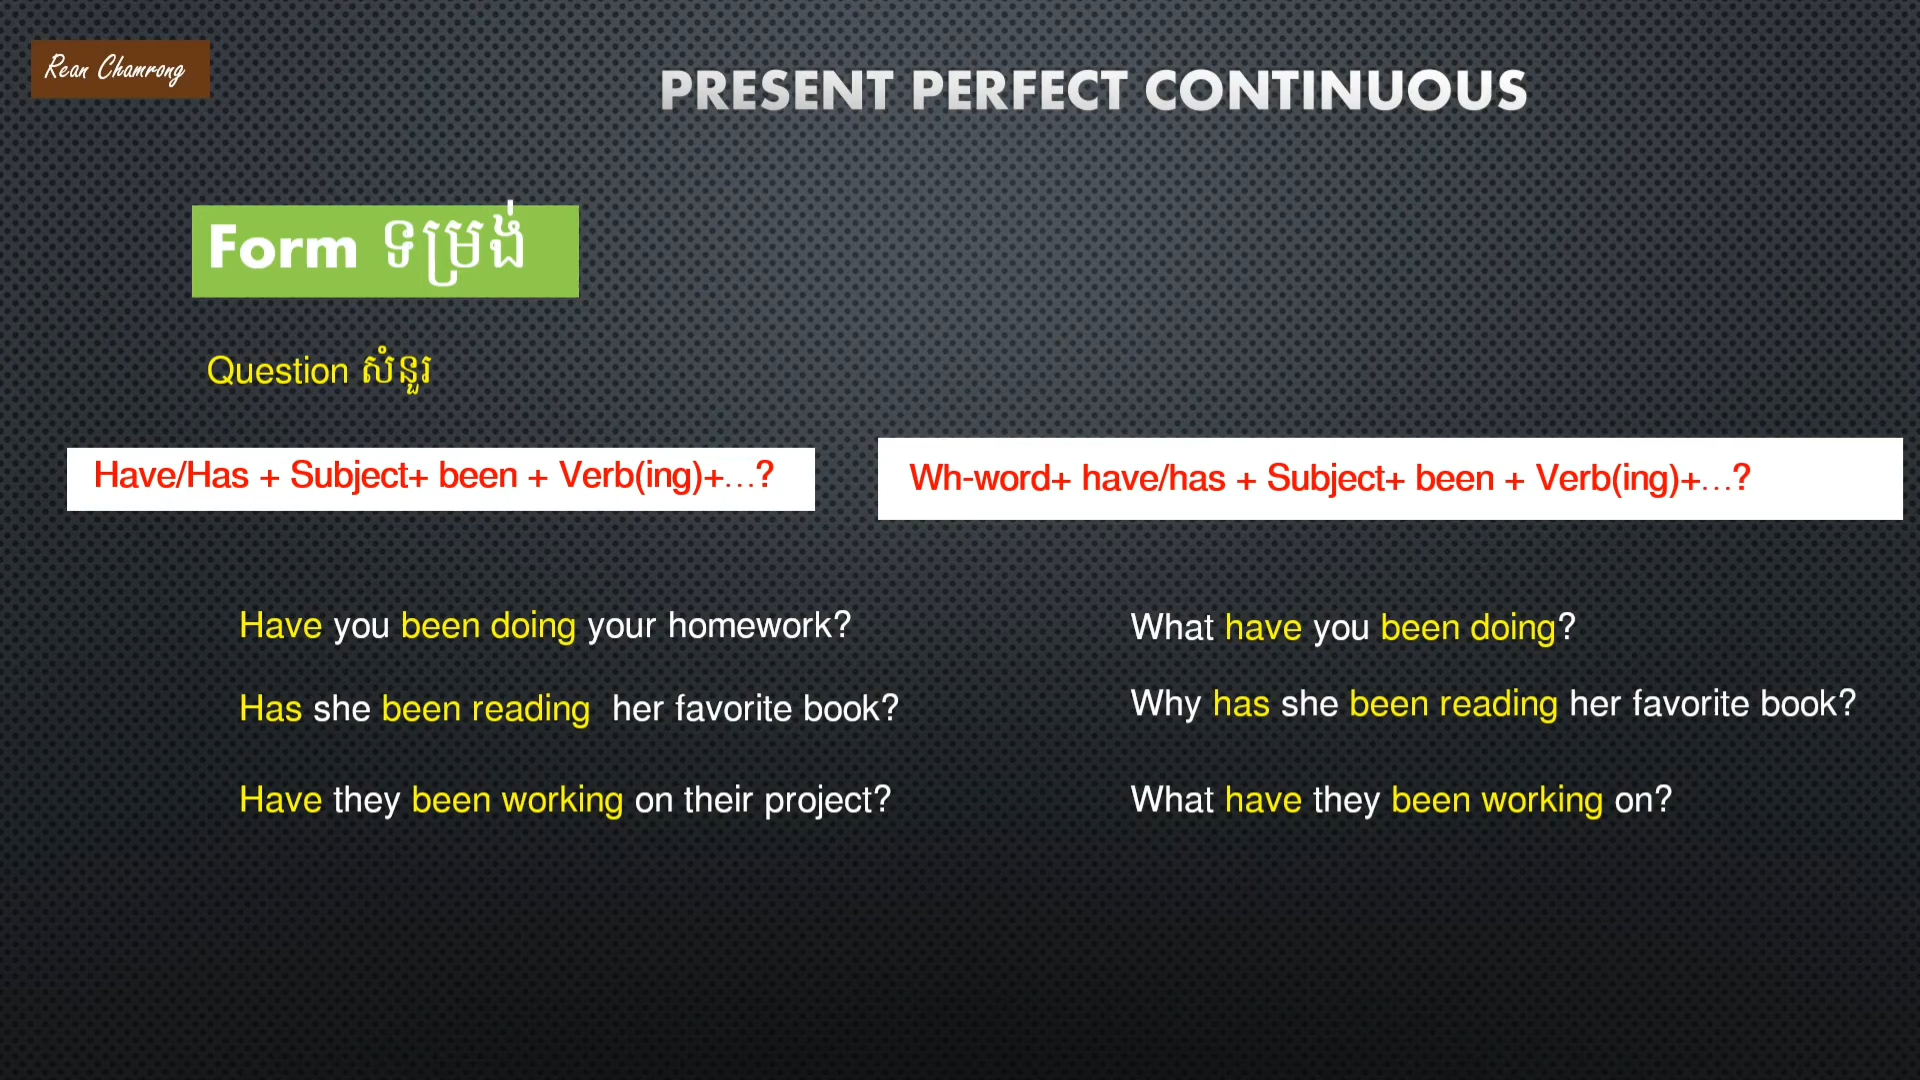 Rean Chamrong
PRESENT PERFECT CONTINUOUS
Form ទម្រង់
Question សំនួរ
Have/Has + Subject+ been + Verb(ing)+…?
Have you been doing your homework?
Has she been reading her favorite book?
Have they been working on their project?
Wh-word+ have/has + Subject+ been + Verb(ing)+…?
What have you been doing?
Why has she been reading her favorite book?
What have they been working on?